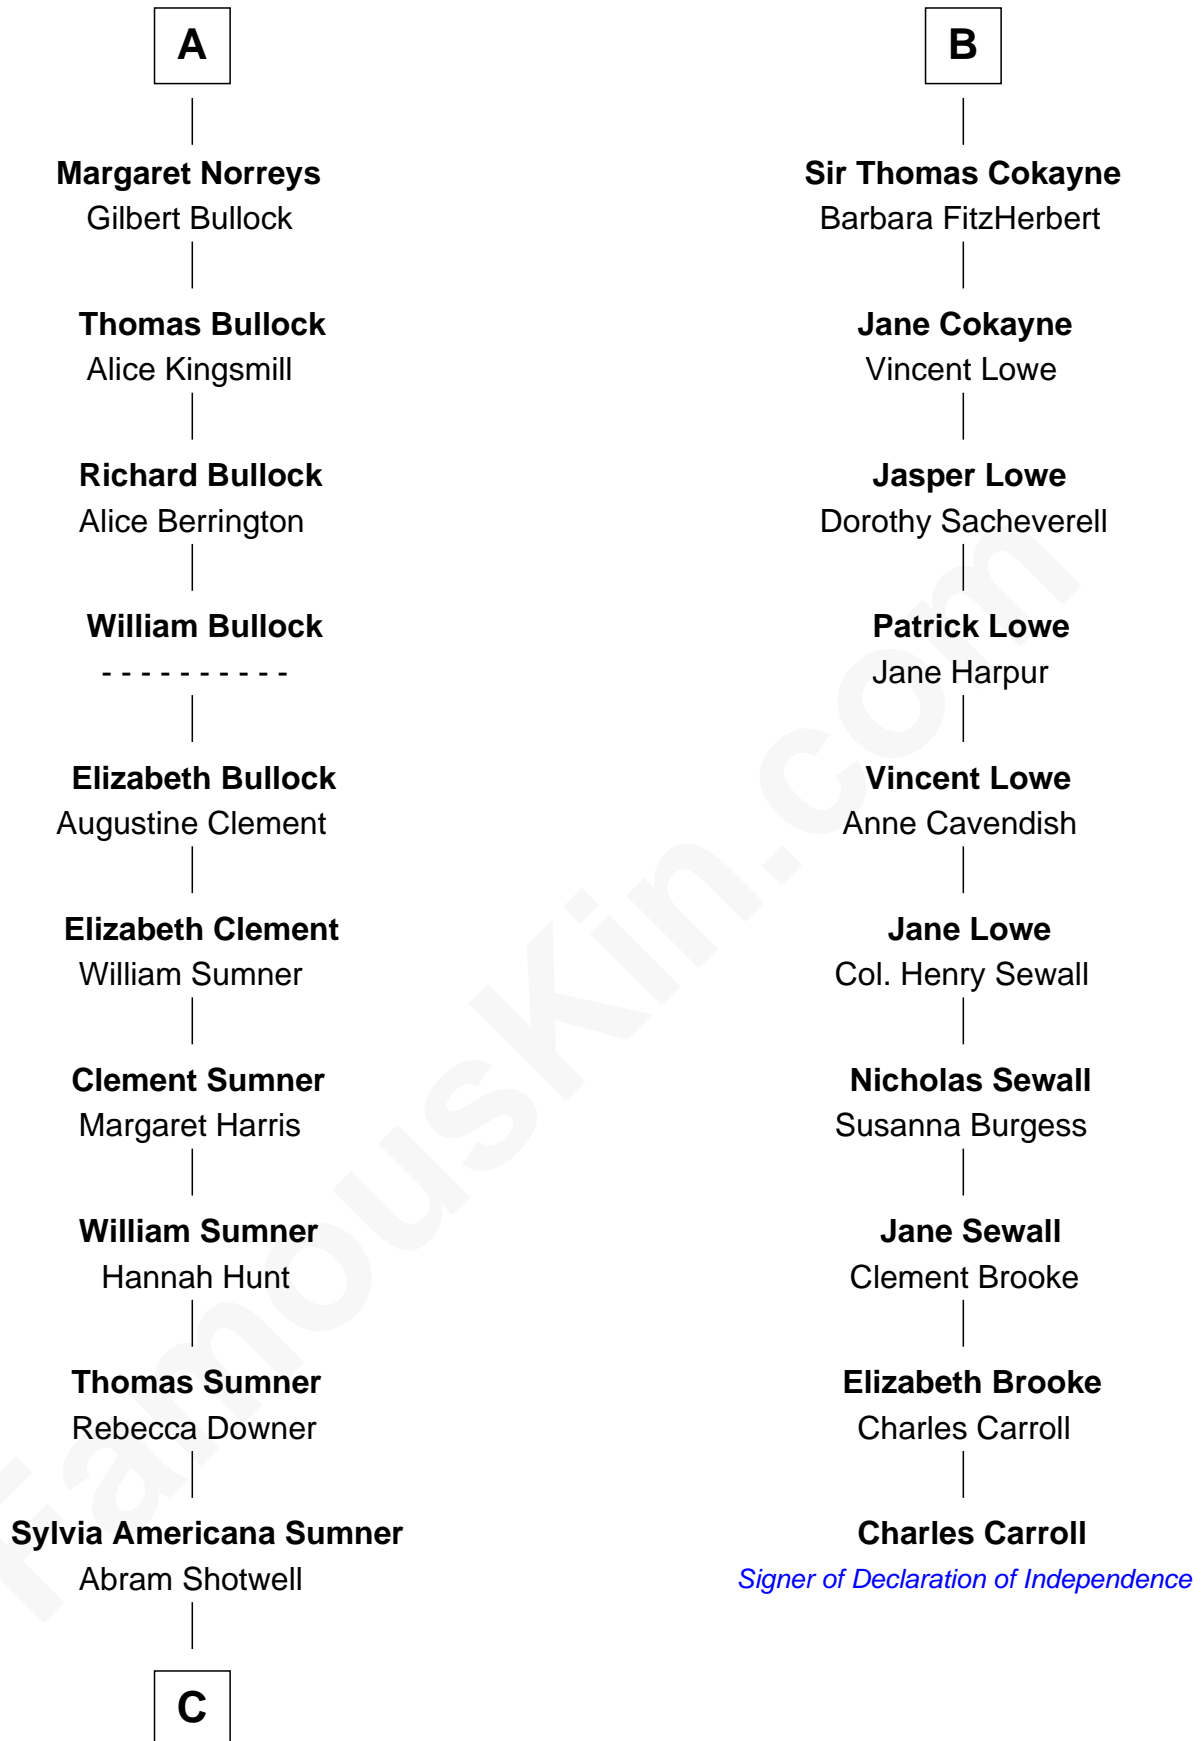 A
Margaret Norreys
Gilbert Bullock
Thomas Bullock
Alice Kingsmill
Richard Bullock
Alice Berrington
William Bullock
- - - - - - - - - -
Elizabeth Bullock
Augustine Clement
Elizabeth Clement
William Sumner
Clement Sumner
Margaret Harris
William Sumner
Hannah Hunt
Thomas Sumner
Rebecca Downer
Sylvia Americana Sumner
Abram Shotwell
C
B
Sir Thomas Cokayne
Barbara FitzHerbert
Jane Cokayne
Vincent Lowe
Jasper Lowe
Dorothy Sacheverell
Patrick Lowe
Jane Harpur
Vincent Lowe
Anne Cavendish
Jane Lowe
Col. Henry Sewall
Nicholas Sewall
Susanna Burgess
Jane Sewall
Clement Brooke
Elizabeth Brooke
Charles Carroll
Charles Carroll
Signer of Declaration of Independence
FamousKin.com